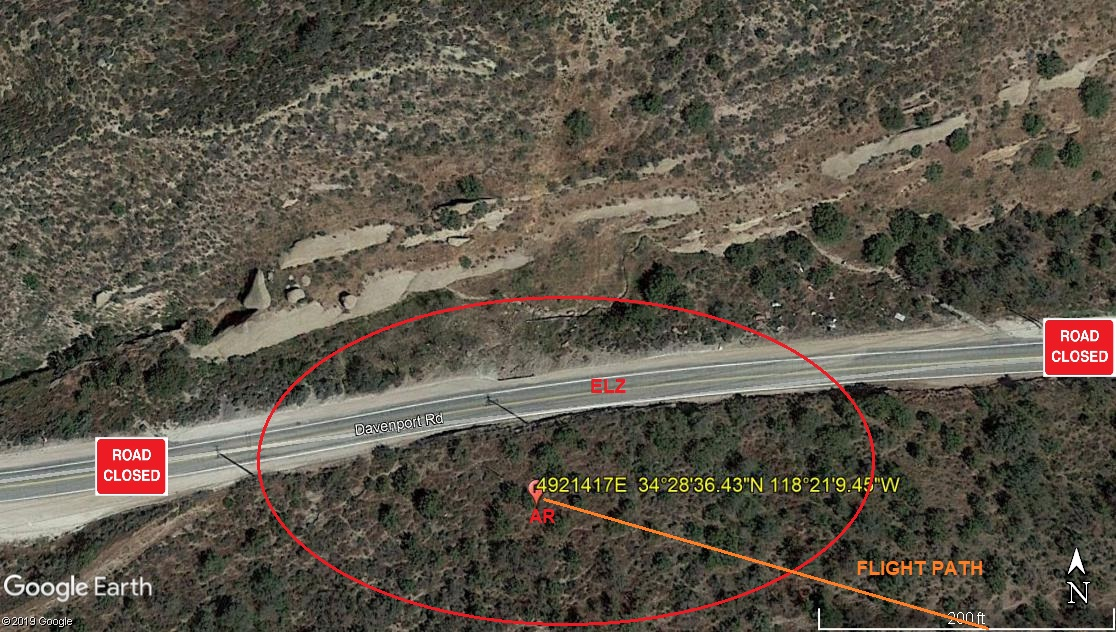 ROAD
CLOSED
ELZ
Davenport Rd
ROAD
CLOSED
4921417E 34°28'36.43"N 118°21'9.45"W
AR
FLIGHT PATH
N
Google Earth
200 ft
©2019 Google